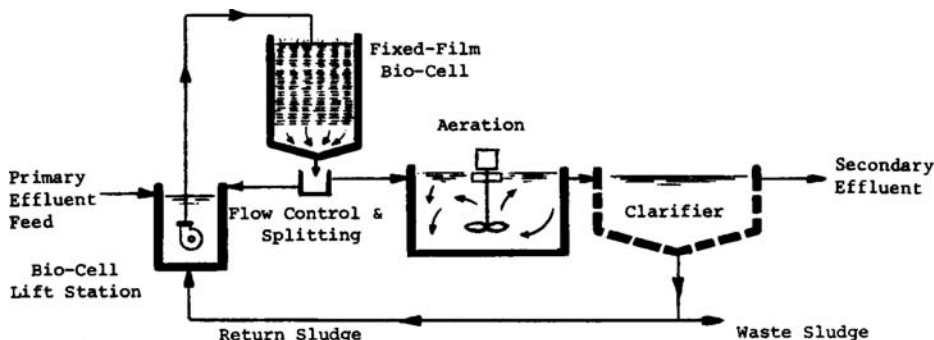 Fixed-Film
Bio-Cell
Aeration
Primary
Effluent
Feed
Flow Control &
Splitting
Clarifier
Secondary
Effluent
Bio-Cell
Lift Station
Return Sludge
Waste Sludge